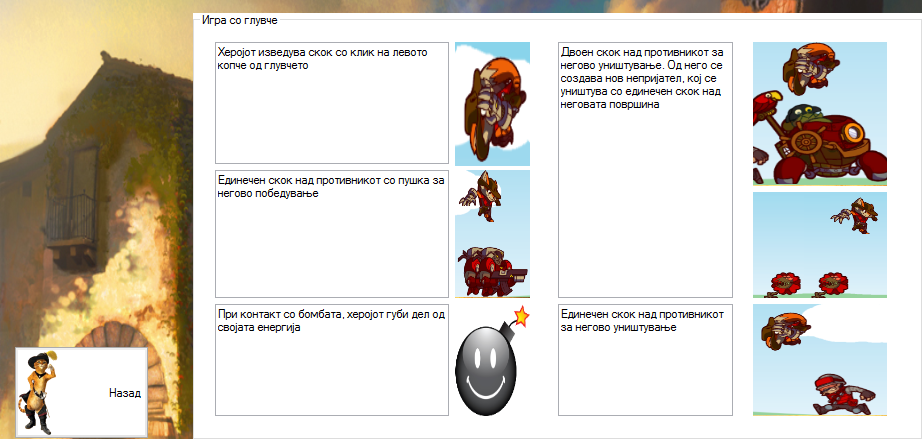 Игра со глувче
Херојот изведува скок со клик на левото
копче од глувчето
Двоен скок над противникот за
негово уништување. Од него се
создава нов непријател, кој се
уништува со единечен скок над
неговата површина
Единечен скок над противникот со пушка за
негово победување
При контакт со бомбата, херојот губи дел од
својата енергија
Единечен скок над противникот
за негово уништување
Назад